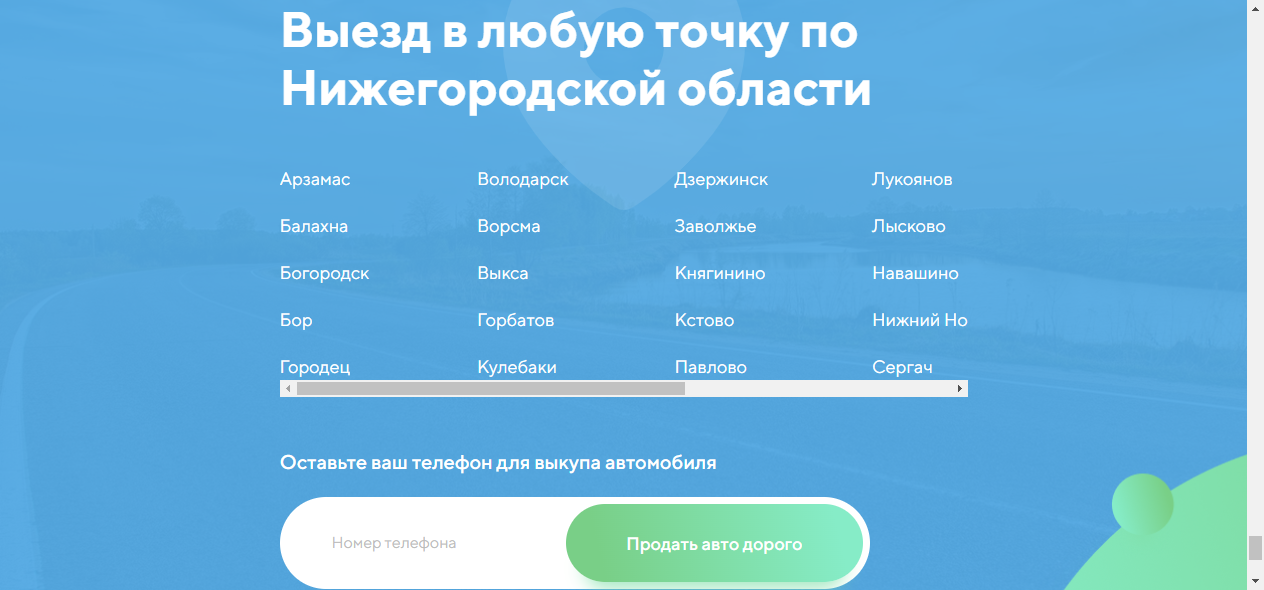 Выезд в любую точку по
Нижегородской области
Арзамас Володарск Дзержинск Лукоянов
Балахна Ворсма Заволжье Лысково
Богородск Выкса Княгинино Навашино
Бор Горбатов Кстово Нижний Но
Городец Кулебаки Павлово Сергач
Оставьте ваш телефон для выкупа автомобиля
Номер телефона Продать авто дорого